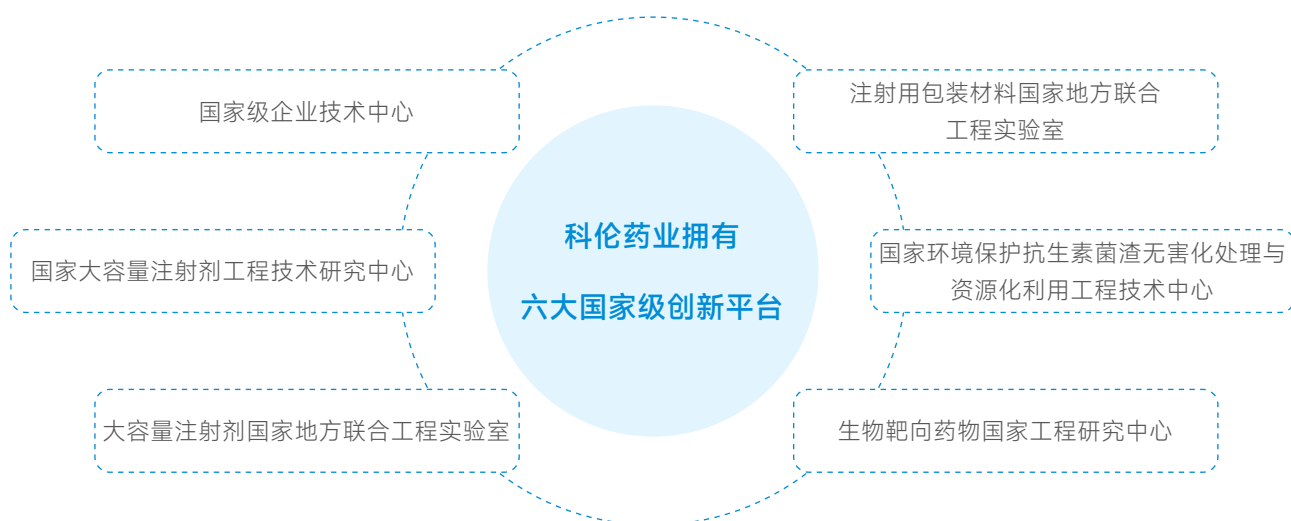 国家级企业技术中心
国家大容量注射剂工程技术研究中心
大容量注射剂国家地方联合工程实验室
科伦药业拥有
六大国家级创新平台
注射用包装材料国家地方联合
工程实验室
国家环境保护抗生素菌渣无害化处理与
资源化利用工程技术中心
生物靶向药物国家工程研究中心